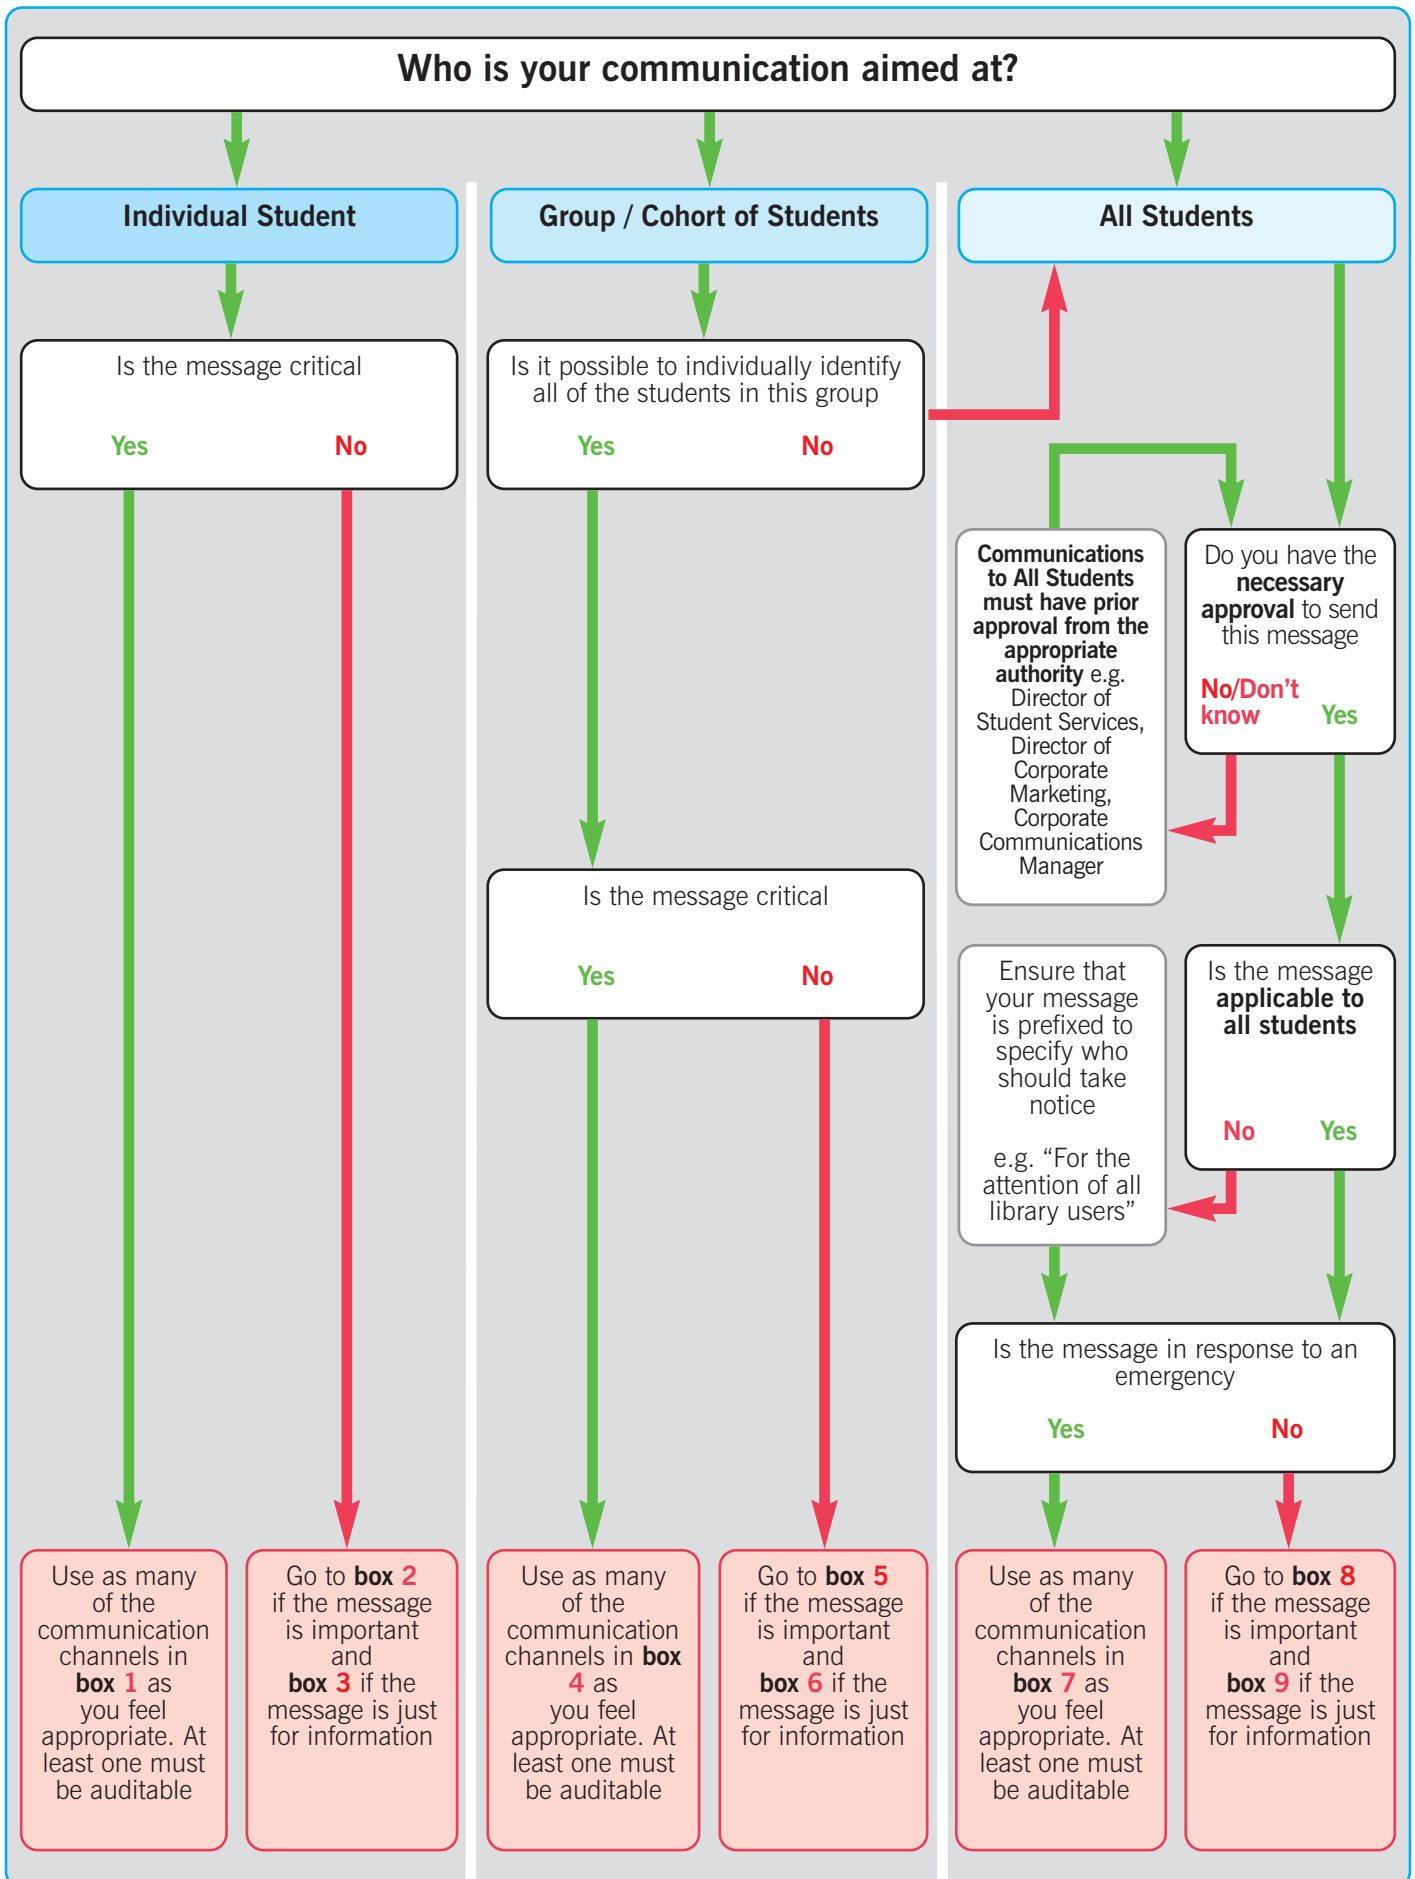 Who is your communication aimed at?
Individual Student
Group / Cohort of Students
All Students
Is the message critical
Yes
No
Is it possible to individually identify
all of the students in this group
Yes
No
Communications
to All Students
must have prior
approval from the
appropriate
authority e.g.
Director of
Student Services,
Director of
Corporate
Marketing,
Corporate
Communications
Manager
Do you have the
necessary
approval to send
this message
No/Don't
know
Yes
Is the message critical
Yes
No
Ensure that
your message
is prefixed to
specify who
should take
notice
e.g. “For the
attention of all
library users”
Is the message
applicable to
all students
No
Yes
Is the message in response to an
emergency
Yes
No
Use as many
of the
communication
channels in
box 1 as
you feel
appropriate. At
least one must
be auditable
Go to box 2
if the message
is important
and
box 3 if the
message is just
for information
Use as many
of the
communication
channels in box
4 as
you feel
appropriate. At
least one must
be auditable
Go to box 5
if the message
is important
and
box 6 if the
message is just
for information
Use as many
of the
communication
channels in
box 7 as
you feel
appropriate. At
least one must
be auditable
Go to box 8
if the message
is important
and
box 9 if the
message is just
for information